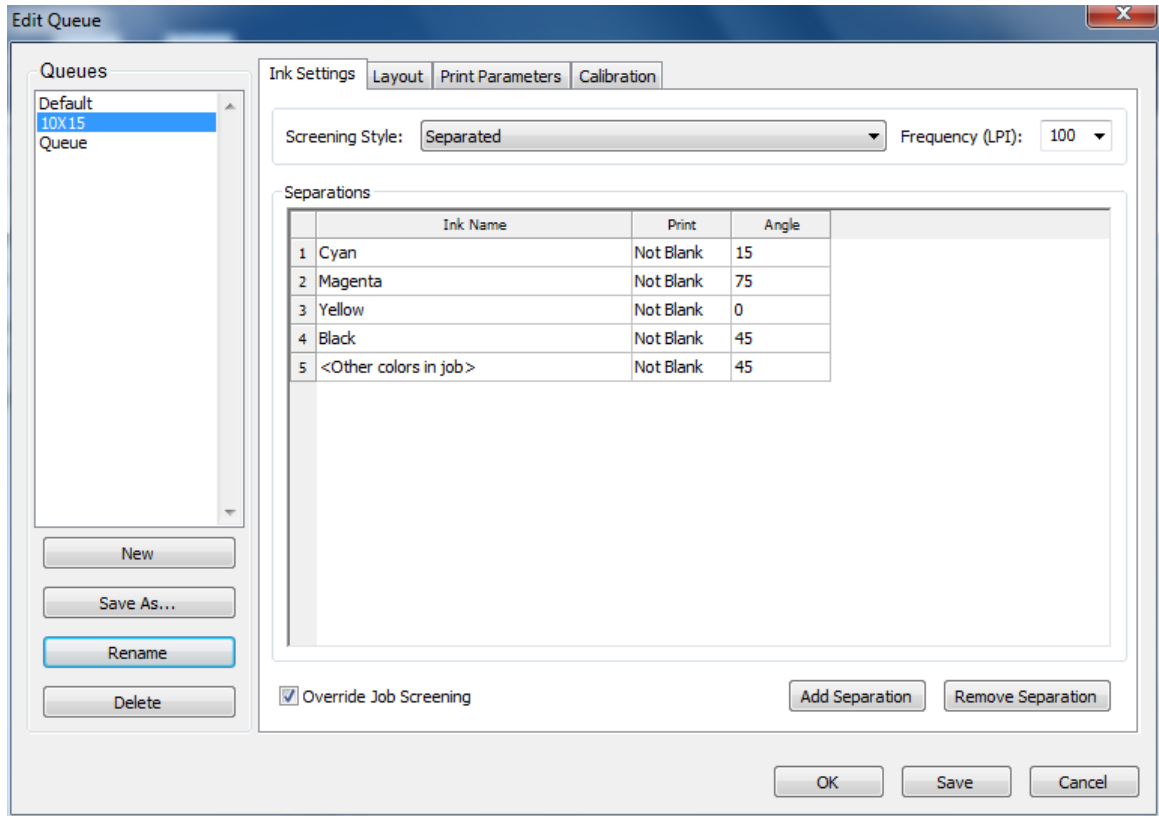 Edit Queue
x
Queues
Default
10X15
Queue
New
Save As...
Rename
Delete
Ink Settings Layout Print Parameters Calibration
Screening Style: Separated Frequency (LPI): 100
Separations
Ink Name Print Angle
1 Cyan Not Blank 15
2 Magenta Not Blank 75
3 Yellow Not Blank 0
4 Black Not Blank 45
5 <Other colors in job> Not Blank 45
Override Job Screening Add Separation Remove Separation
OK Save Cancel